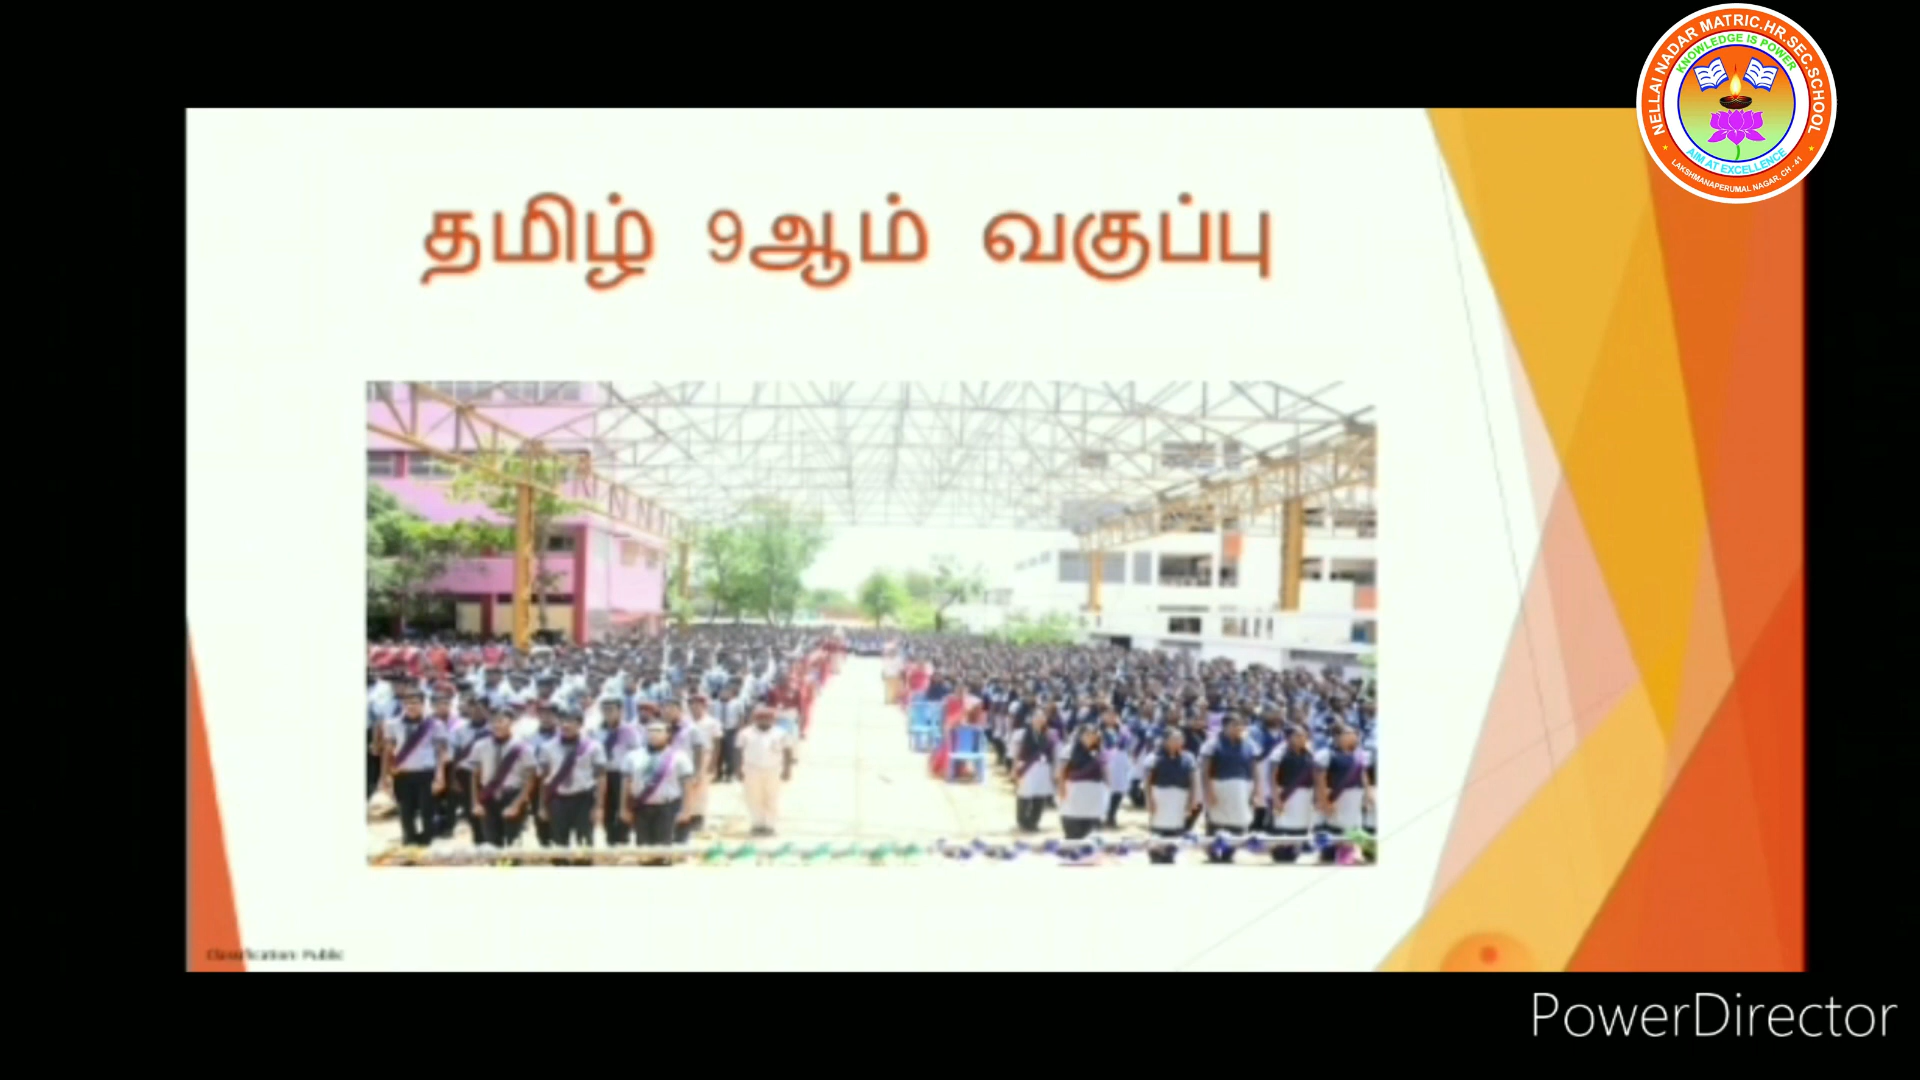 NELLAI NADAR MATRIC.HR.SEC.SCHOOL
KNOWLEDGE IS POWER
AIM AT EXCELLENCE
LAKSHMANAPERUMAL NAGAR, CH - 41
தமிழ் 9ஆம் வகுப்பு
Classification: Public
PowerDirector